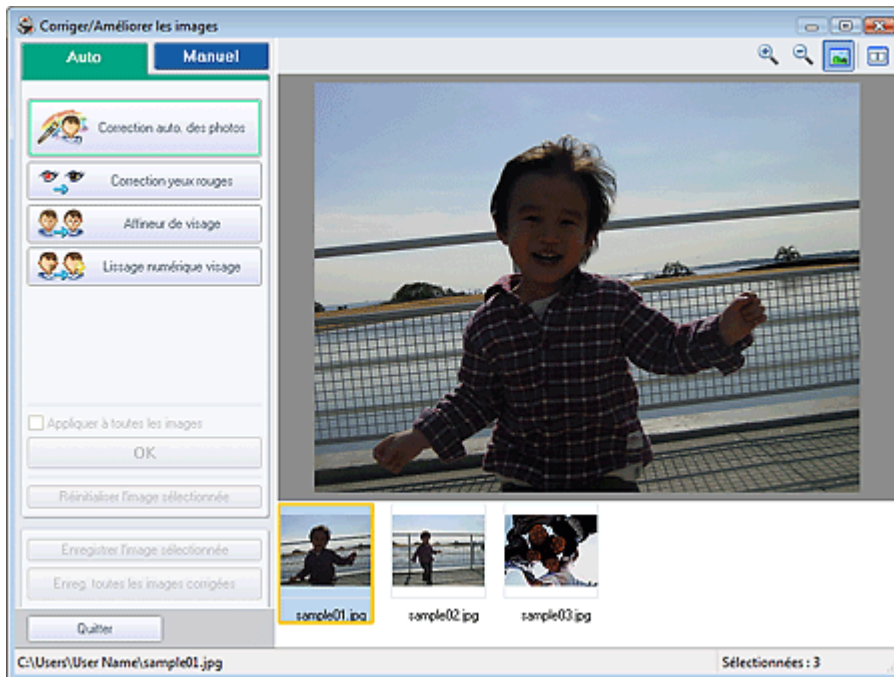 Corriger/Améliorer les images
Auto
Manuel
Correction auto. des photos
Correction yeux rouges
Affineur de visage
Lissage numérique visage
Appliquer à toutes les images
OK
Réinitialiser l'image sélectionnée
Enregistrer l'image sélectionnée
Enreg. toutes les images corrigées
Quitter
sample01.jpg
sample02.jpg
sample03.jpg
C:\Users\User Name\sample01.jpg
Sélectionnées : 3